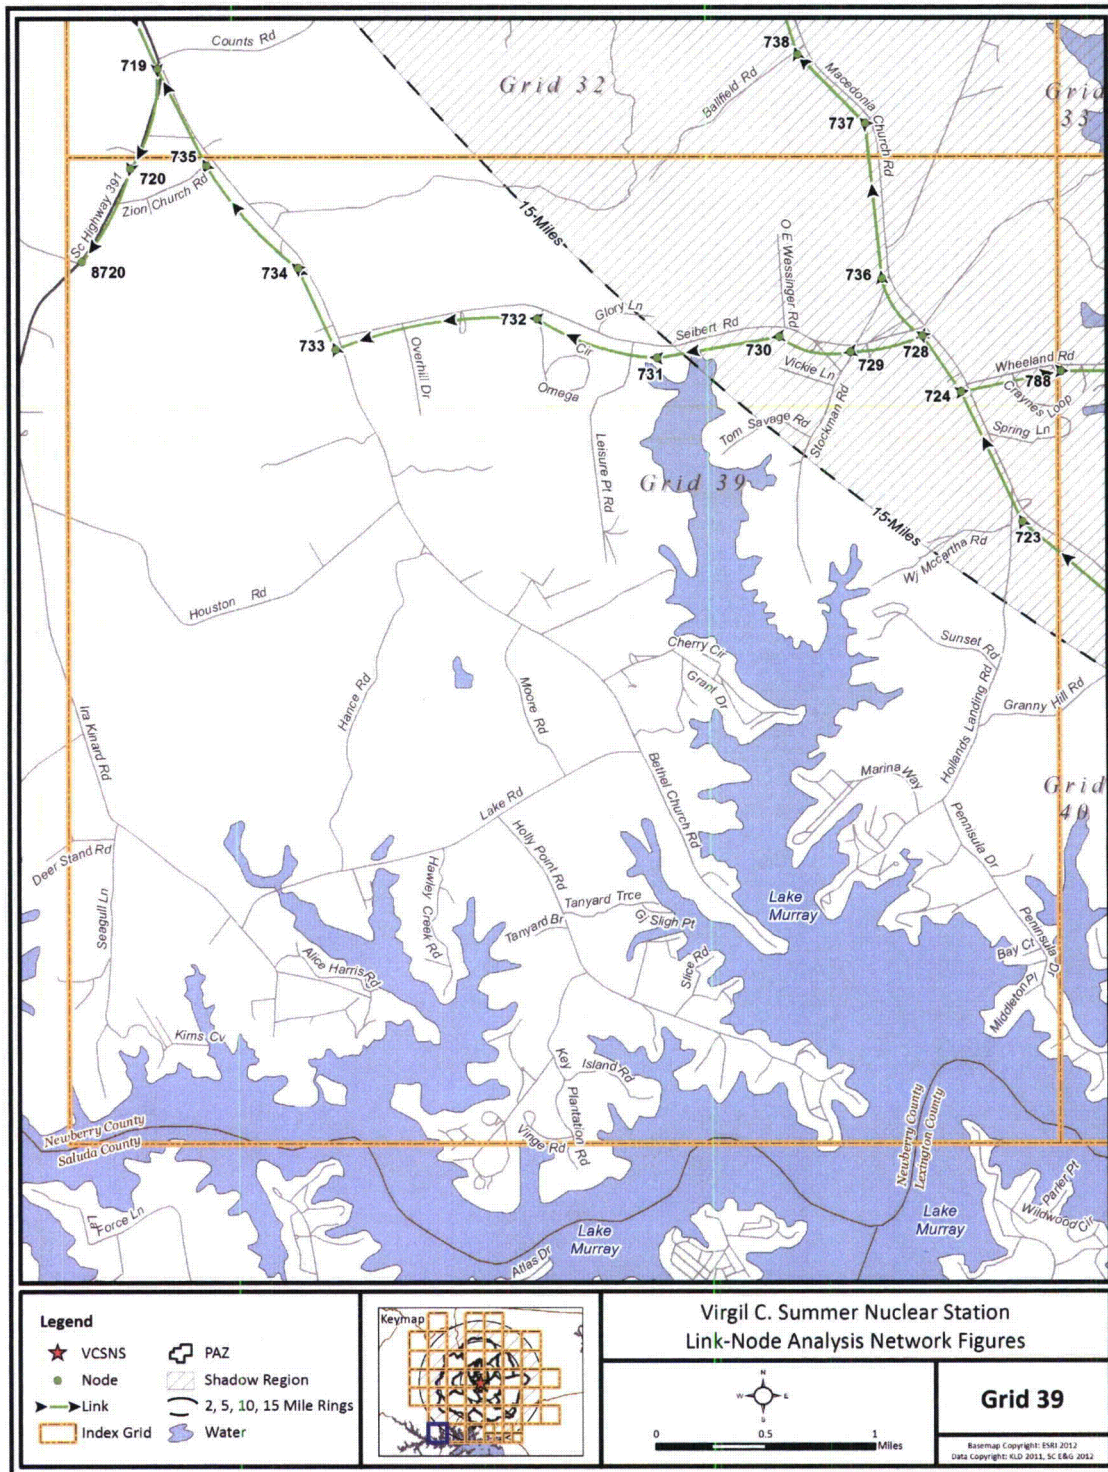 Counts Rd
719
738
Grid 32
Ballfield Rd
Macedonia Church Rd
Grid
33
737
735
720
Zion Church Rd
Sc Highway 391
8720
15-Miles
O E Wessinger Rd
736
734
732
Glory Ln
Seibert Rd
730
728
Wheeland Rd
733
Cir
731
Vickie Ln
729
724
788
Overhill Dr
Omega
Craynes Loop
Stockman Rd
Tom Savage Rd
Spring Ln
Leisure Pt Rd
Grid 39
15-Miles
723
Wj Mccartha Rd
Houston Rd
Sunset Rd
Cherry Cir
Grant Dr
Hance Rd
Moore Rd
Granny Hill Rd
Hollands Landing Rd
Ira Kinard Rd
Bethel Church Rd
Marina Way
Grid
40
Lake Rd
Pennisula Dr
Holly Point Rd
Deer Stand Rd
Hawley Creek Rd
Seagull Ln
Tanyard Trce
Lake
Murray
Gj Sligh Pt
Tanyard Br
Peninsula Dr
Bay Ct
Alice Harris Rd
Slice Rd
Middleton Pl
Kims Cv
Key
Island Rd
Plantation Rd
Newberry County
Saluda County
Vinge Rd
Newberry County
Lexington County
Parler Pt
Wildwood Cir
La Force Ln
Lake
Murray
Lake
Murray
Atlas Dr
Legend
VCSNS
PAZ
Node
Shadow Region
Link
2, 5, 10, 15 Mile Rings
Index Grid
Water
Keymap
Virgil C. Summer Nuclear Station
Link-Node Analysis Network Figures
N
W
E
S
0
0.5
1
Miles
Grid 39
Basemap Copyright: ESRI 2012
Data Copyright: KLD 2011, SC E&G 2012